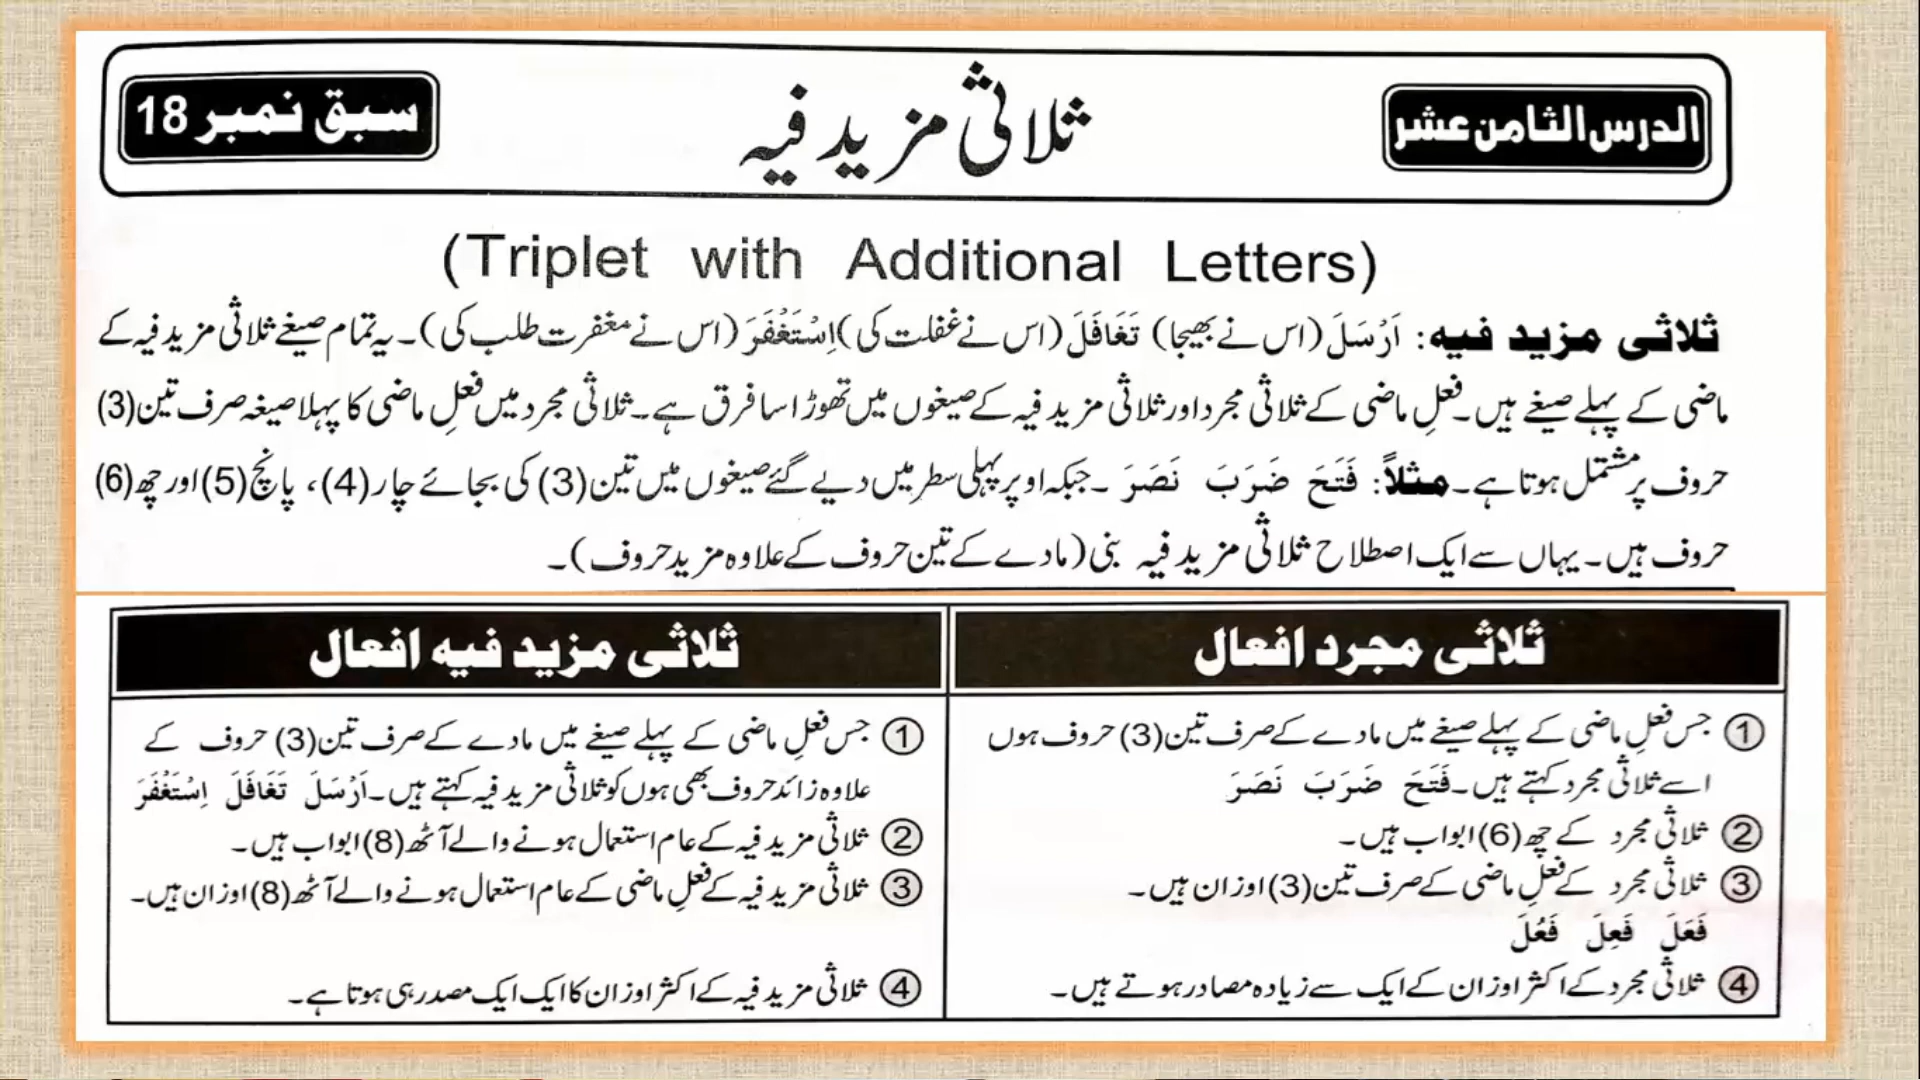 الدرس الثامن عشر
ثلاثی مزید فیہ
سبق نمبر 18
(Triplet with Additional Letters)
ثلاثی مزید فیہ: اَرْسَلَ (اس نے بھیجا) تَغَافَلَ (اس نے غفلت کی) اِسْتَغْفَرَ (اس نے مغفرت طلب کی)۔ یہ تمام صیغے ثلاثی مزید فیہ کے
ماضی کے پہلے صیغے ہیں۔ فعلِ ماضی کے ثلاثی مجرد اور ثلاثی مزید فیہ کے صیغوں میں تھوڑا سا فرق ہے۔ ثلاثی مجرد میں فعلِ ماضی کا پہلا صیغہ صرف تین (3)
حروف پر مشتمل ہوتا ہے۔ مثلاً: فَتَحَ ضَرَبَ نَصَرَ ۔ جبکہ اوپر پہلی سطر میں دیے گئے صیغوں میں تین (3) کی بجائے چار (4)، پانچ (5) اور چھ (6)
حروف ہیں۔ یہاں سے ایک اصطلاح ثلاثی مزید فیہ بنی (مادے کے تین حروف کے علاوہ مزید حروف)۔
ثلاثی مجرد افعال
① جس فعلِ ماضی کے پہلے صیغے میں مادے کے صرف تین (3) حروف ہوں
اسے ثلاثی مجرد کہتے ہیں۔ فَتَحَ ضَرَبَ نَصَرَ
② ثلاثی مجرد کے چھ (6) ابواب ہیں۔
③ ثلاثی مجرد کے فعلِ ماضی کے صرف تین (3) اوزان ہیں۔
فَعَلَ فَعِلَ فَعُلَ
④ ثلاثی مجرد کے اکثر اوزان کے ایک سے زیادہ مصادر ہوتے ہیں۔
ثلاثی مزید فیہ افعال
① جس فعلِ ماضی کے پہلے صیغے میں مادے کے صرف تین (3) حروف کے
علاوہ زائد حروف بھی ہوں کو ثلاثی مزید فیہ کہتے ہیں۔ اَرْسَلَ تَغَافَلَ اِسْتَغْفَرَ
② ثلاثی مزید فیہ کے عام استعمال ہونے والے آٹھ (8) ابواب ہیں۔
③ ثلاثی مزید فیہ کے فعلِ ماضی کے عام استعمال ہونے والے آٹھ (8) اوزان ہیں۔
④ ثلاثی مزید فیہ کے اکثر اوزان کا ایک ایک مصدر ہی ہوتا ہے۔